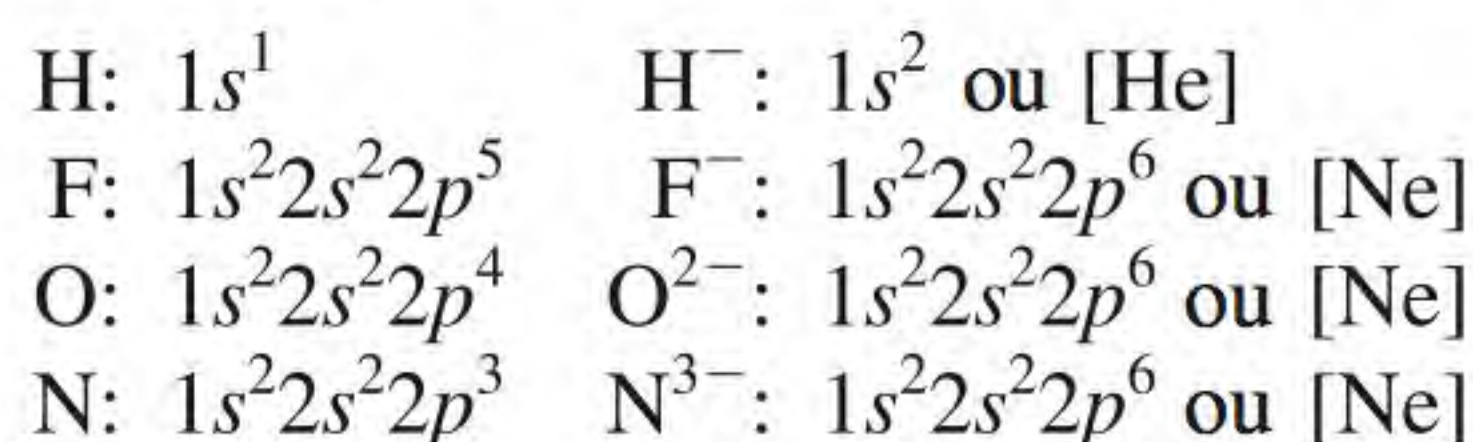 H: 1s¹ H⁻: 1s² ou [He]
F: 1s²2s²2p⁵ F⁻: 1s²2s²2p⁶ ou [Ne]
O: 1s²2s²2p⁴ O²⁻: 1s²2s²2p⁶ ou [Ne]
N: 1s²2s²2p³ N³⁻: 1s²2s²2p⁶ ou [Ne]